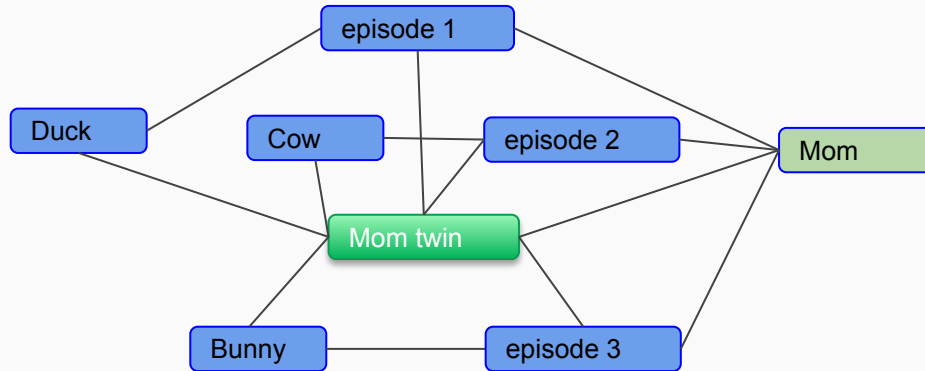 episode 1
Duck
Cow
episode 2
Mom
Mom twin
Bunny
episode 3